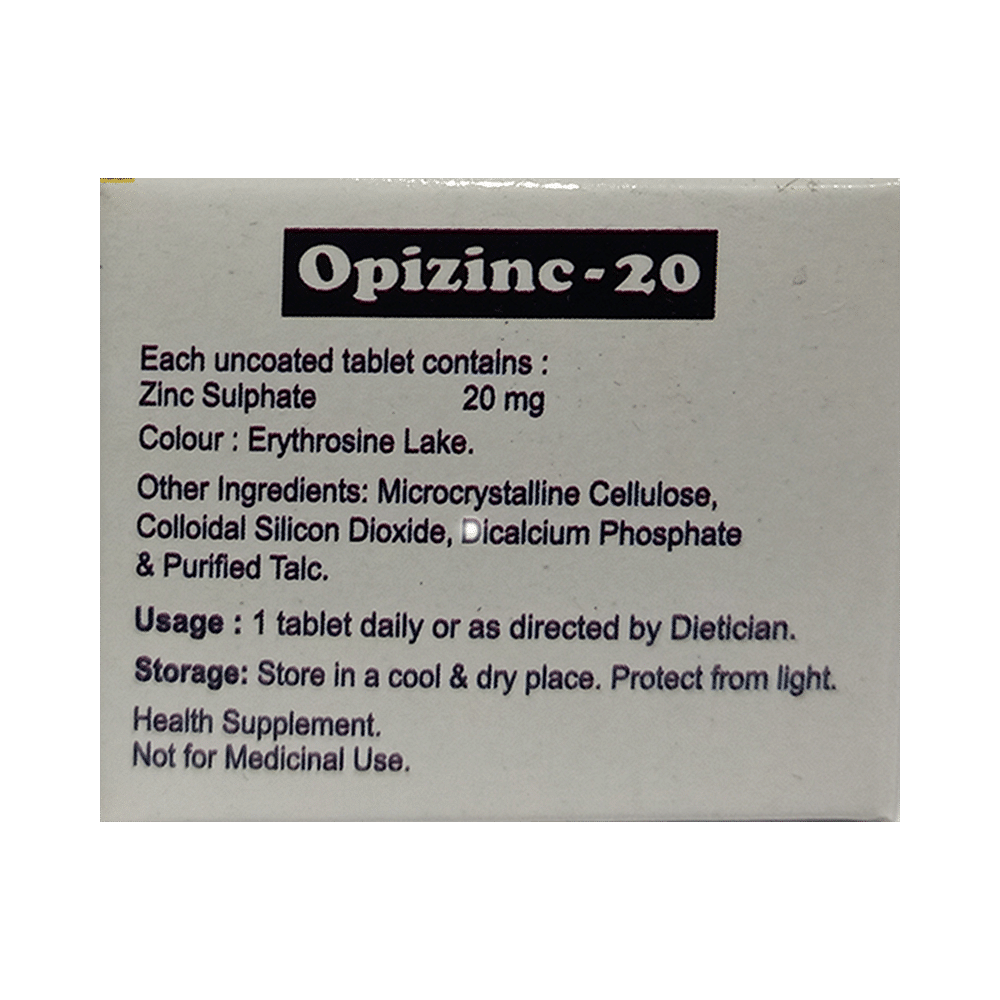 Opizinc-20
Each uncoated tablet contains :
Zinc Sulphate 20 mg
Colour : Erythrosine Lake.
Other Ingredients: Microcrystalline Cellulose,
Colloidal Silicon Dioxide, Dicalcium Phosphate
& Purified Talc.
Usage : 1 tablet daily or as directed by Dietician.
Storage: Store in a cool & dry place. Protect from light.
Health Supplement.
Not for Medicinal Use.